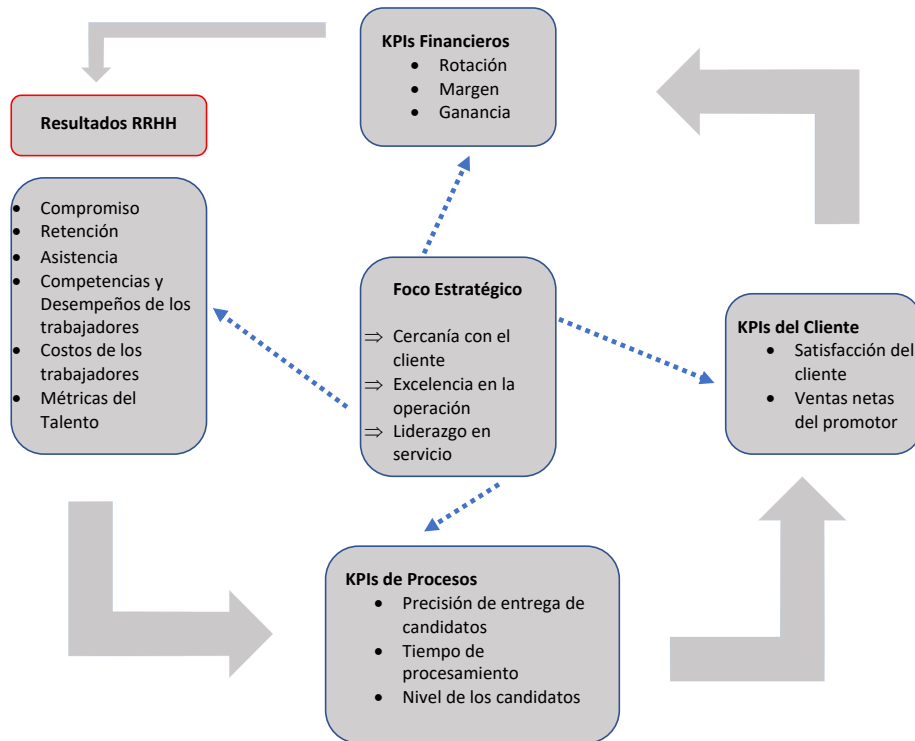 KPIs Financieros
• Rotación
• Margen
• Ganancia
Resultados RRHH
• Compromiso
• Retención
• Asistencia
• Competencias y
Desempeños de los
trabajadores
• Costos de los
trabajadores
• Métricas del
Talento
Foco Estratégico
⇒ Cercanía con el
cliente
⇒ Excelencia en la
operación
⇒ Liderazgo en
servicio
KPIs del Cliente
• Satisfacción del
cliente
• Ventas netas
del promotor
KPIs de Procesos
• Precisión de entrega de
candidatos
• Tiempo de
procesamiento
• Nivel de los candidatos